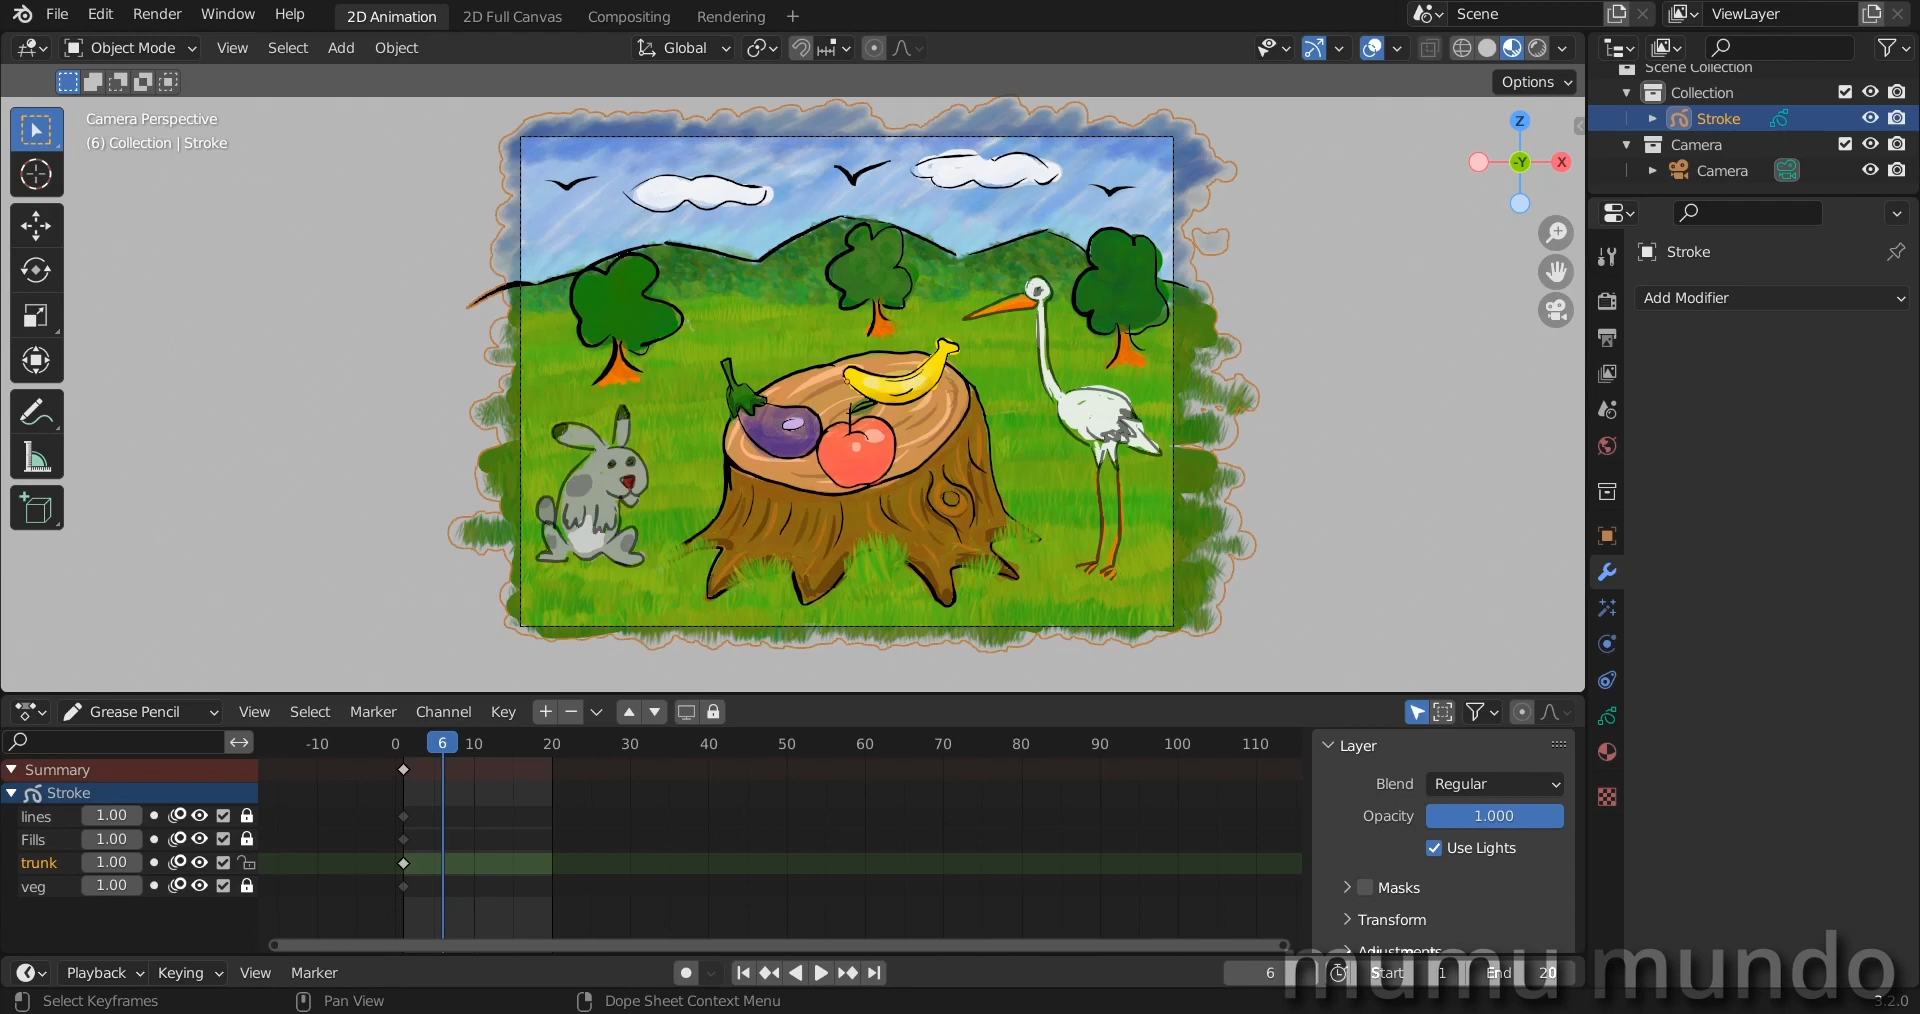 File Edit Render Window Help 2D Animation 2D Full Canvas Compositing Rendering + Scene ViewLayer
Object Mode View Select Add Object Global
Options
Scene Collection
Collection
Stroke
Camera
Camera
Camera Perspective
(6) Collection | Stroke
Z
-Y X
Stroke
Add Modifier
Grease Pencil View Select Marker Channel Key
-10 0 6 10 20 30 40 50 60 70 80 90 100 110
Summary
Stroke
lines 1.00
Fills 1.00
trunk 1.00
veg 1.00
Layer
Blend Regular
Opacity 1.000
Use Lights
Masks
Transform
Adjustments
Playback Keying View Marker 6 Start 1 End 20
mumu mundo
Select Keyframes Pan View Dope Sheet Context Menu 3.2.0